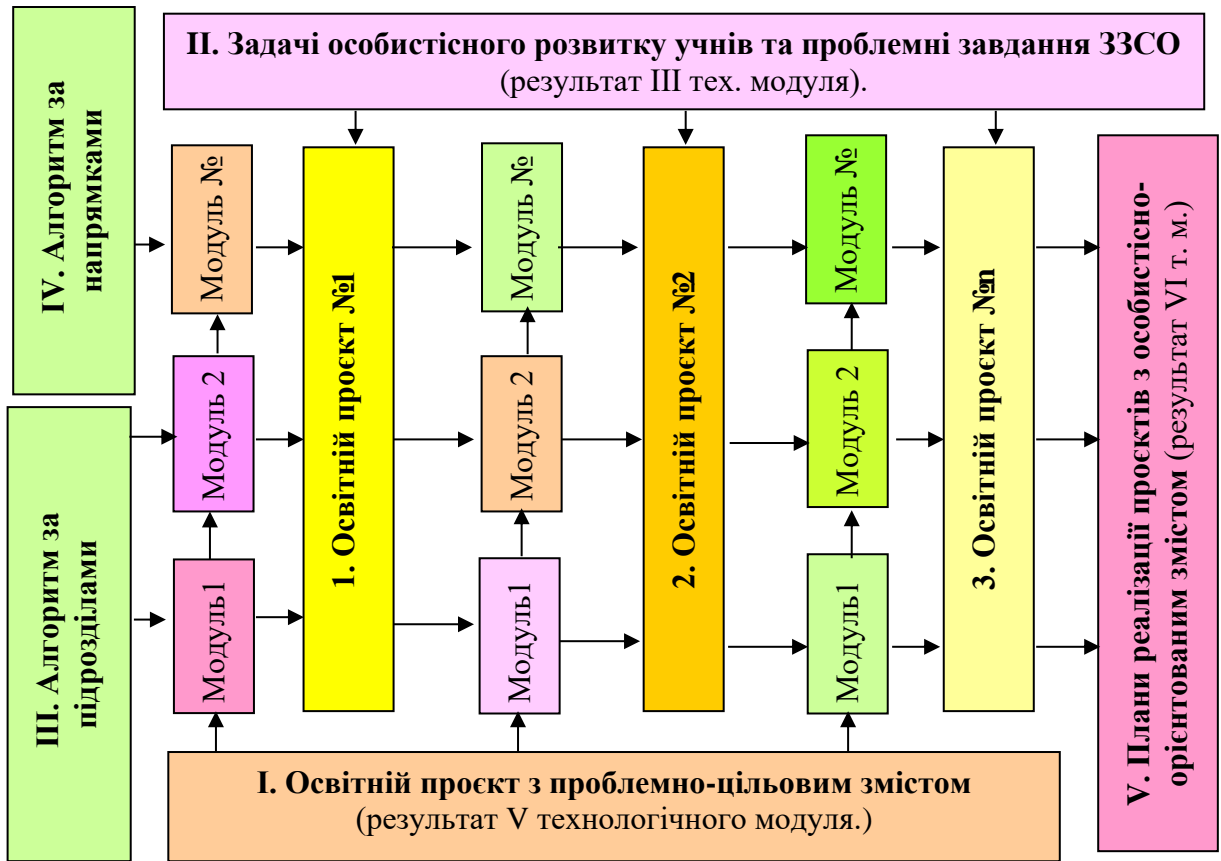 II. Задачі особистісного розвитку учнів та проблемні завдання ЗЗСО
(результат III тех. модуля).
IV. Алгоритм за
напрямками
III. Алгоритм за
підрозділами
Модуль №
Модуль 2
Модуль1
1. Освітній проєкт №1
Модуль №
Модуль 2
Модуль1
2. Освітній проєкт №2
Модуль №
Модуль 2
Модуль1
3. Освітній проєкт №n
V. Плани реалізації проєктів з особистісно-
орієнтованим змістом (результат VI т. м.)
I. Освітній проєкт з проблемно-цільовим змістом
(результат V технологічного модуля.)